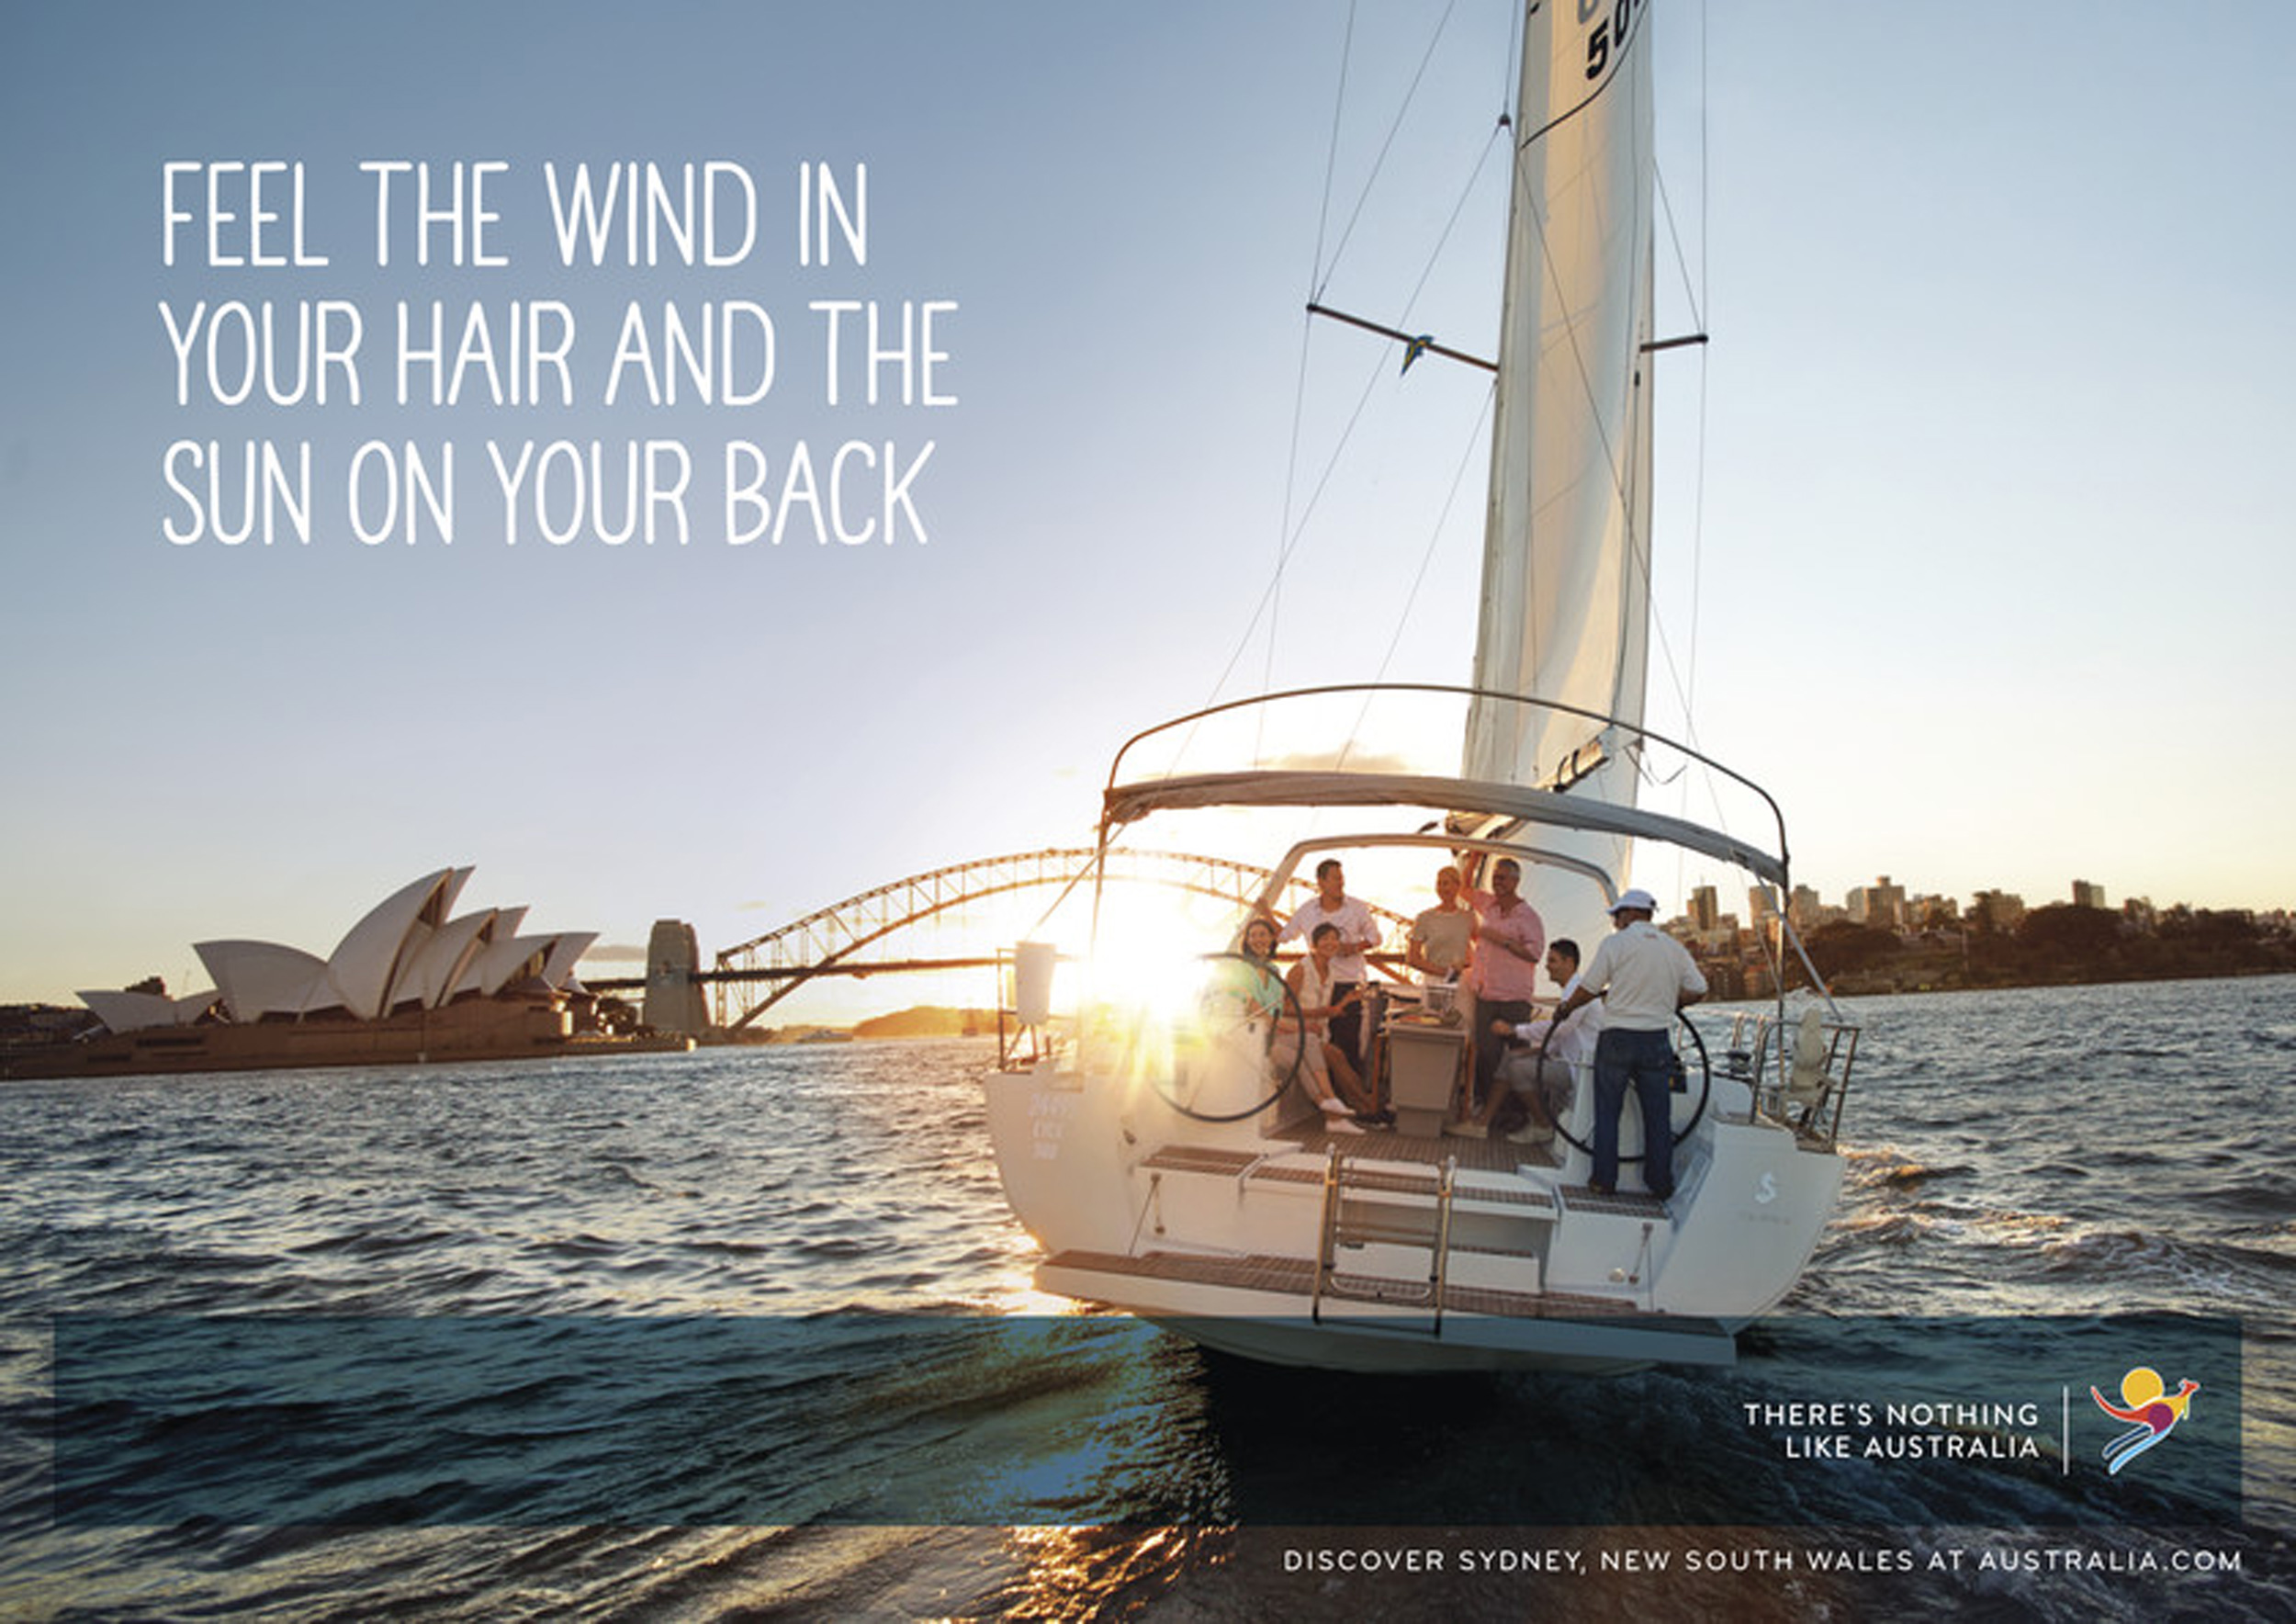 FEEL THE WIND IN
YOUR HAIR AND THE
SUN ON YOUR BACK
THERE'S NOTHING
LIKE AUSTRALIA
DISCOVER SYDNEY, NEW SOUTH WALES AT AUSTRALIA.COM